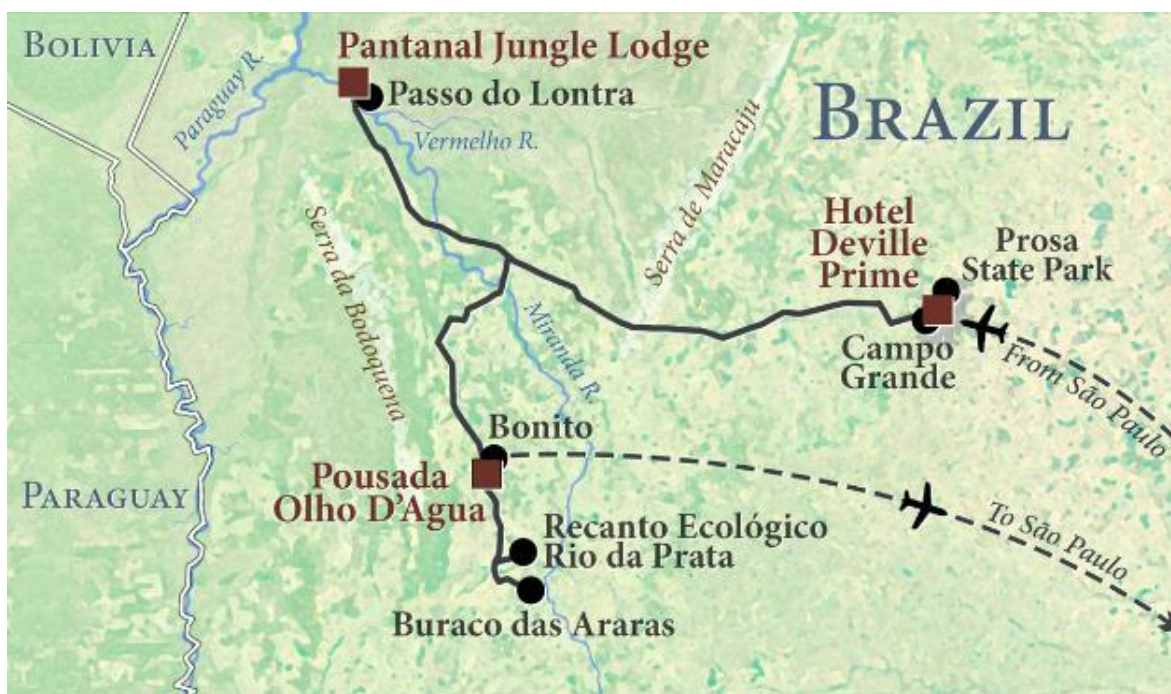 BOLIVIA
Pantanal Jungle Lodge
Passo do Lontra
Paraguay R.
Vermelho R.
BRAZIL
Serra de Maracaju
Hotel
Deville
Prime
Prosa
State Park
Serra da Bodoquena
Miranda R.
Campo
Grande
From São Paulo
Bonito
PARAGUAY
Pousada
Olho D'Agua
To São Paulo
Recanto Ecológico
Rio da Prata
Buraco das Araras